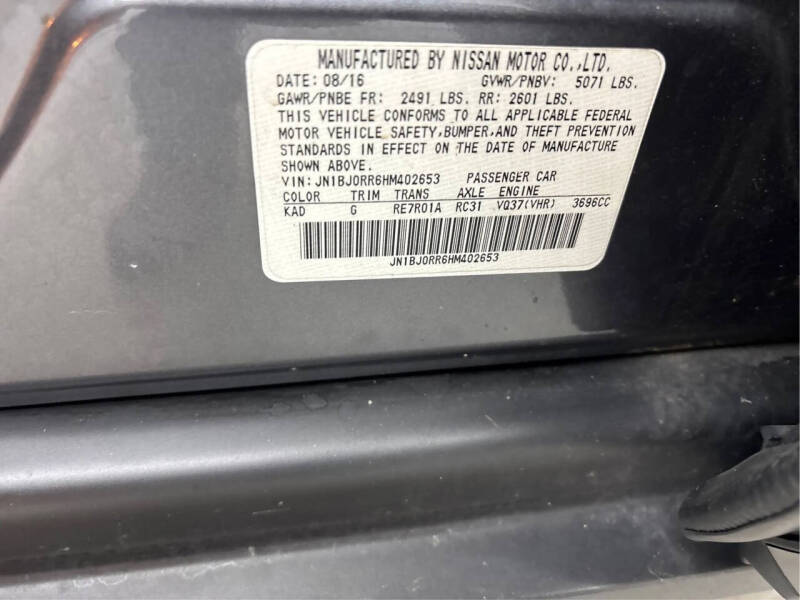 MANUFACTURED BY NISSAN MOTOR CO.,LTD.
DATE: 08/16 GVWR/PNBV: 5071 LBS.
GAWR/PNBE FR: 2491 LBS. RR: 2601 LBS.
THIS VEHICLE CONFORMS TO ALL APPLICABLE FEDERAL
MOTOR VEHICLE SAFETY,BUMPER,AND THEFT PREVENTION
STANDARDS IN EFFECT ON THE DATE OF MANUFACTURE
SHOWN ABOVE.
VIN: JN1BJ0RR6HM402653 PASSENGER CAR
COLOR TRIM TRANS AXLE ENGINE
KAD G RE7R01A RC31 VQ37(VHR) 3696CC
JN1BJ0RR6HM402653